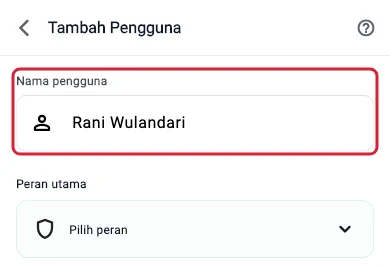 Tambah Pengguna
Nama pengguna
Rani Wulandari
Peran utama
Pilih peran